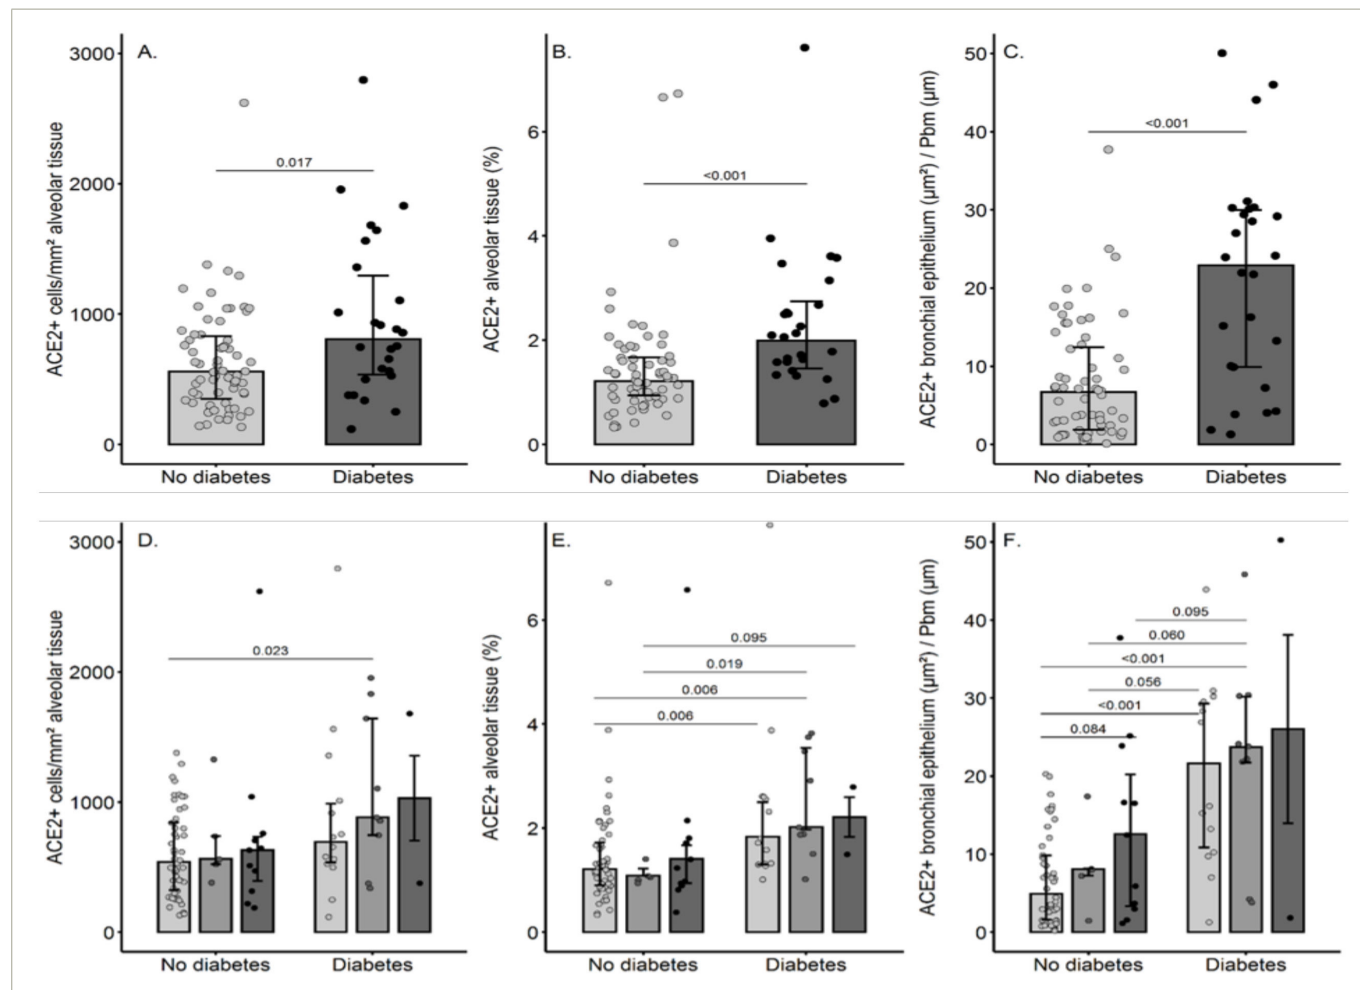 A.
ACE2+ cells/mm² alveolar tissue
3000
2000
1000
0
0.017
No diabetes
Diabetes
B.
ACE2+ alveolar tissue (%)
6
4
2
0
<0.001
No diabetes
Diabetes
C.
ACE2+ bronchial epithelium (µm²) / Pbm (µm)
50
40
30
20
10
0
<0.001
No diabetes
Diabetes
D.
ACE2+ cells/mm² alveolar tissue
3000
2000
1000
0
0.023
No diabetes
Diabetes
E.
ACE2+ alveolar tissue (%)
6
4
2
0
0.095
0.019
0.006
0.006
No diabetes
Diabetes
F.
ACE2+ bronchial epithelium (µm²) / Pbm (µm)
50
40
30
20
10
0
0.095
0.060
<0.001
0.056
<0.001
0.084
No diabetes
Diabetes